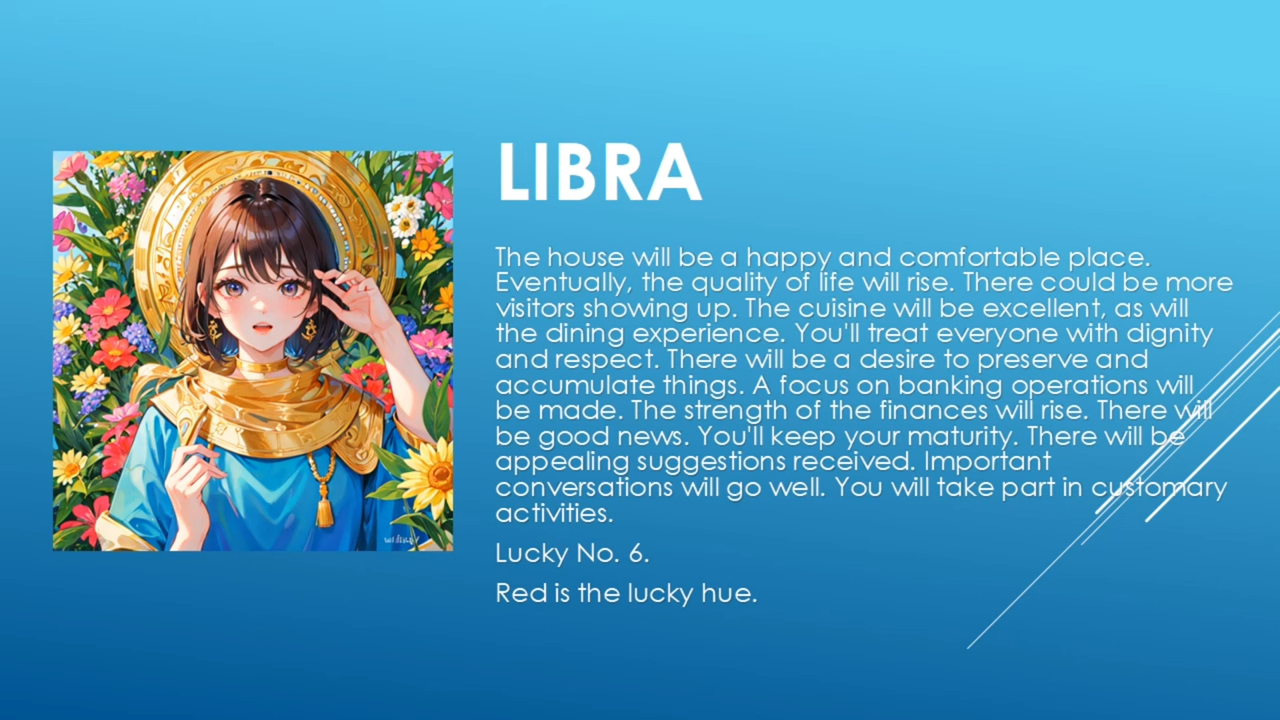 LIBRA
The house will be a happy and comfortable place.
Eventually, the quality of life will rise. There could be more
visitors showing up. The cuisine will be excellent, as will
the dining experience. You'll treat everyone with dignity
and respect. There will be a desire to preserve and
accumulate things. A focus on banking operations will
be made. The strength of the finances will rise. There will
be good news. You'll keep your maturity. There will be
appealing suggestions received. Important
conversations will go well. You will take part in customary
activities.
Lucky No. 6.
Red is the lucky hue.